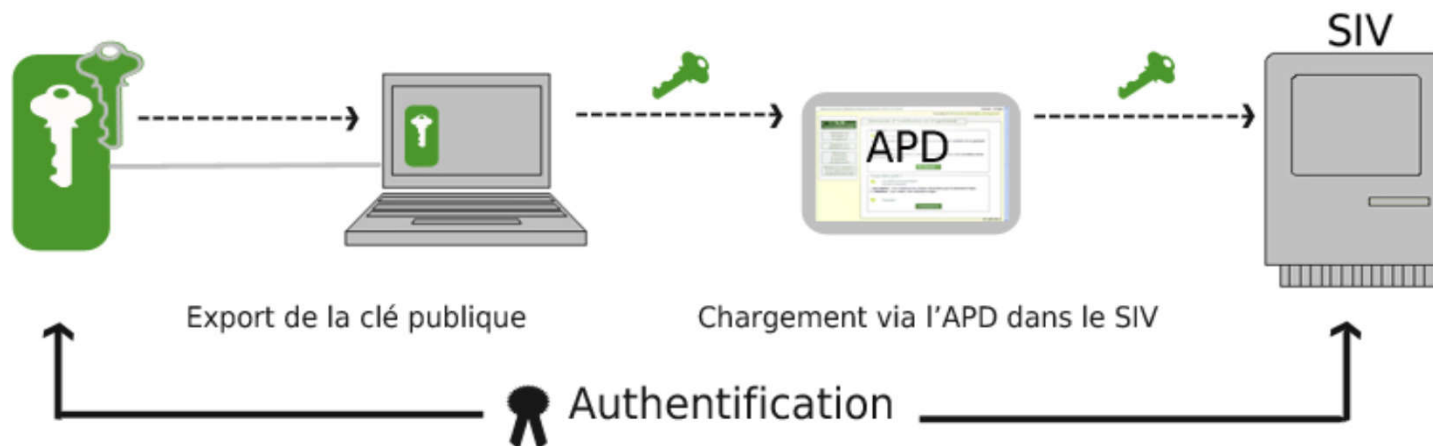 SIV
APD
Export de la clé publique
Chargement via l'APD dans le SIV
Authentification